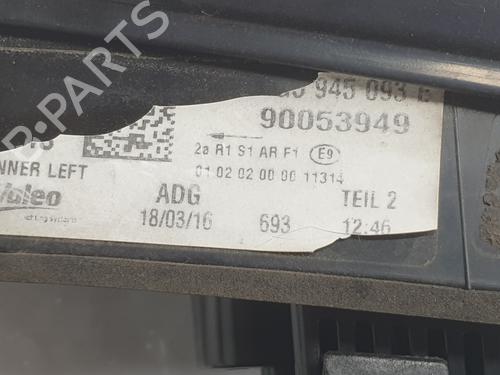 945 093
90053949
2a R1 S1 AR F1 E9
01 02 02 00 00 11314
NNER LEFT
Valeo
ADG
TEIL 2
18/03/16
693
12:46
B-Parts